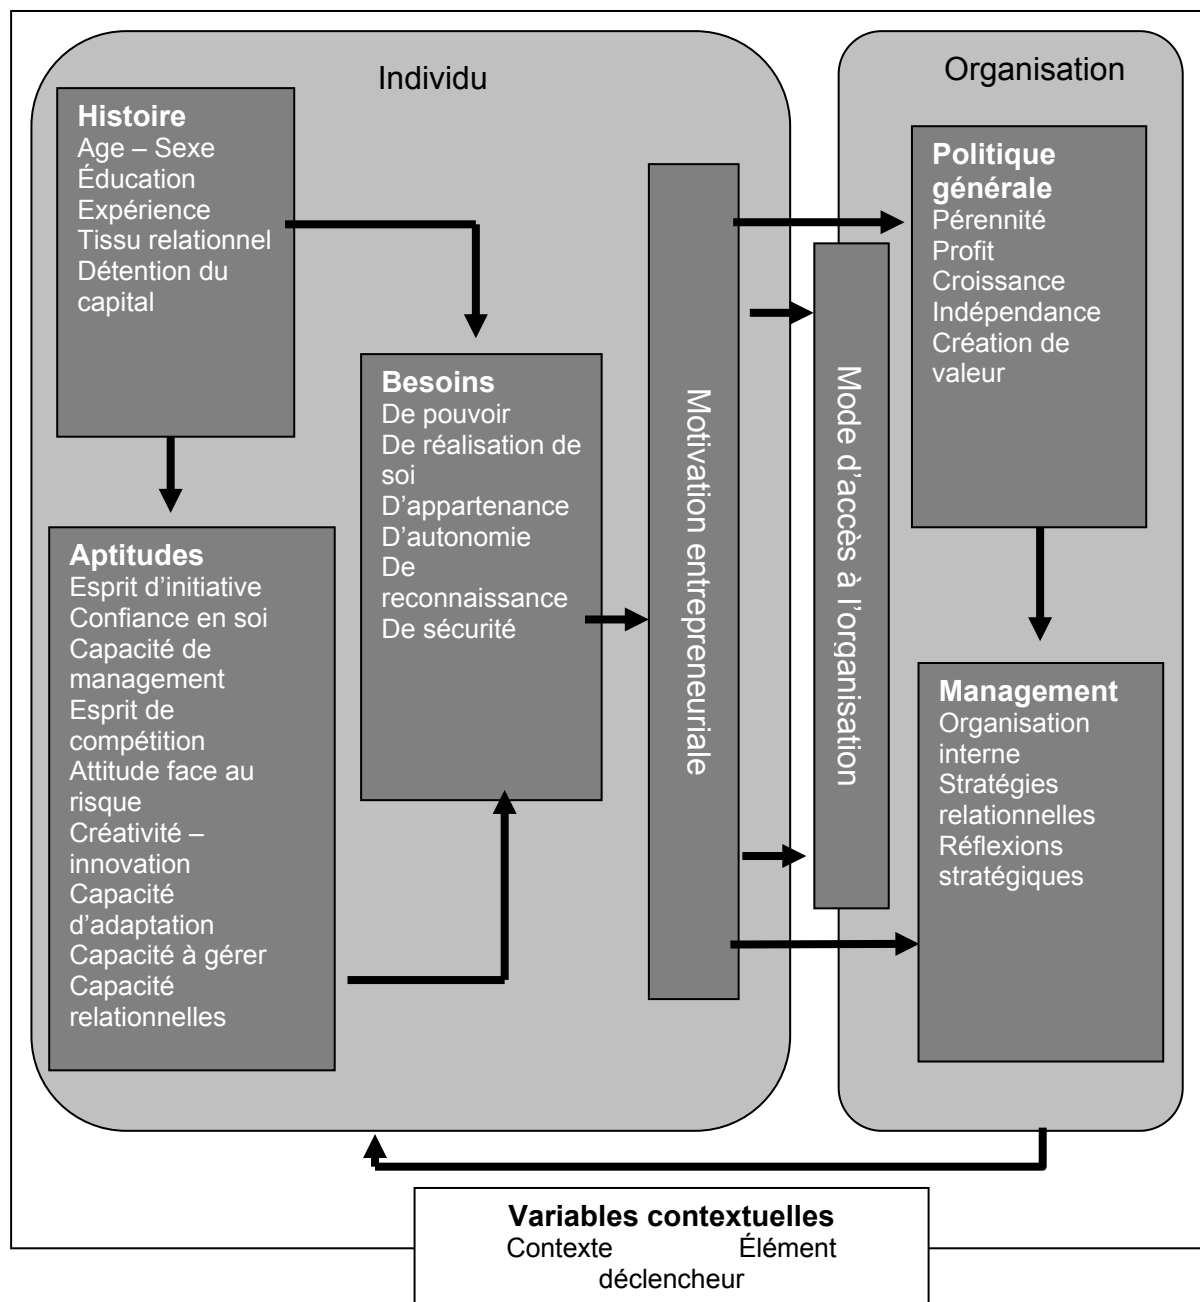 Individu
Histoire
Age – Sexe
Éducation
Expérience
Tissu relationnel
Détention du
capital
Aptitudes
Esprit d’initiative
Confiance en soi
Capacité de
management
Esprit de
compétition
Attitude face au
risque
Créativité –
innovation
Capacité
d’adaptation
Capacité à gérer
Capacité
relationnelles
Besoins
De pouvoir
De réalisation de
soi
D’appartenance
D’autonomie
De
reconnaissance
De sécurité
Motivation entrepreneuriale
Mode d’accès à l’organisation
Organisation
Politique
générale
Pérennité
Profit
Croissance
Indépendance
Création de
valeur
Management
Organisation
interne
Stratégies
relationnelles
Réflexions
stratégiques
Variables contextuelles
Contexte Élément
déclencheur